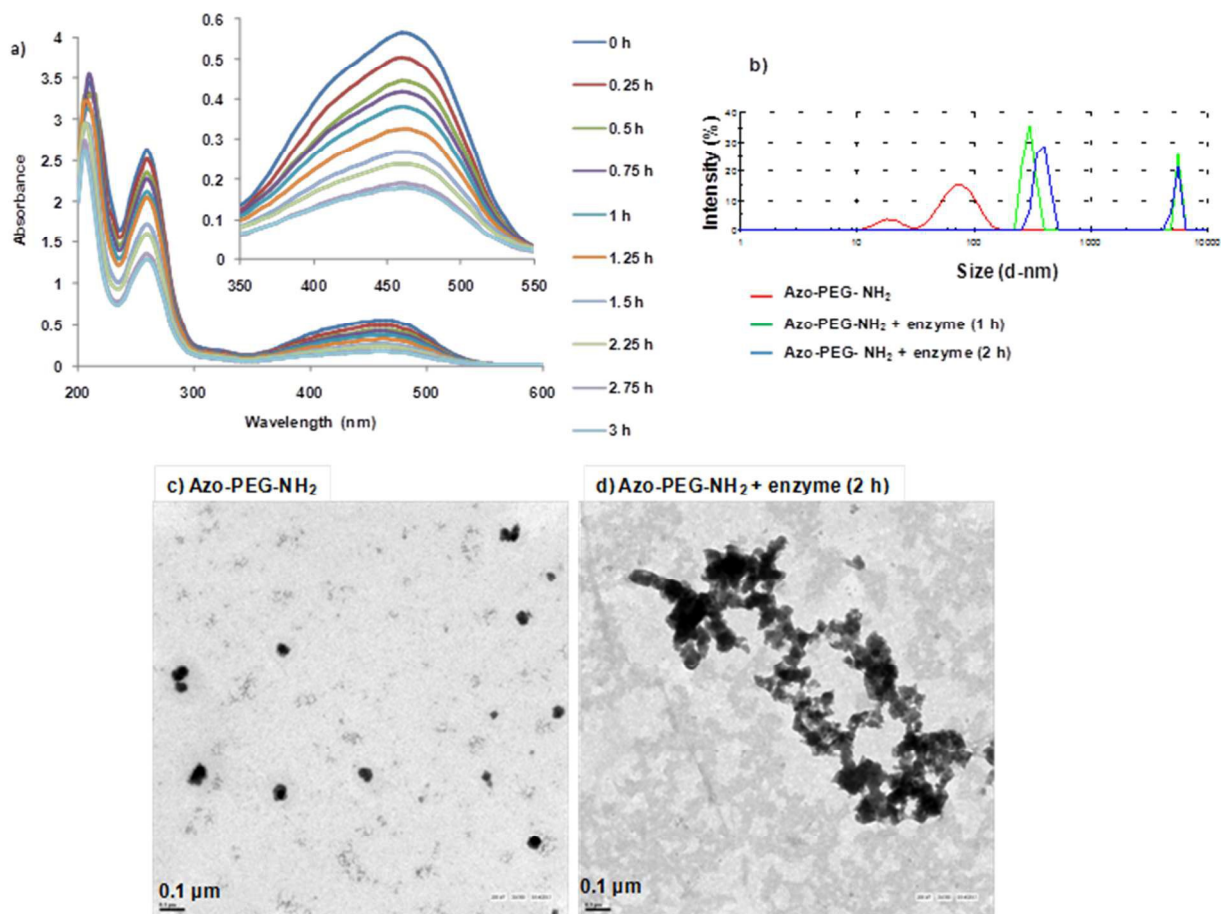 a)
0.6
0.5
0.4
0.3
0.2
0.1
0
350
400
450
500
550
4
3.5
3
2.5
2
1.5
1
0.5
0
200
300
400
500
600
Absorbance
Wavelength (nm)
0 h
0.25 h
0.5 h
0.75 h
1 h
1.25 h
1.5 h
2.25 h
2.75 h
3 h
b)
40
30
20
10
0
1
10
100
1000
10000
Intensity (%)
Size (d-nm)
Azo-PEG- NH₂
Azo-PEG-NH₂ + enzyme (1 h)
Azo-PEG- NH₂ + enzyme (2 h)
c) Azo-PEG-NH₂
0.1 µm
d) Azo-PEG-NH₂ + enzyme (2 h)
0.1 µm